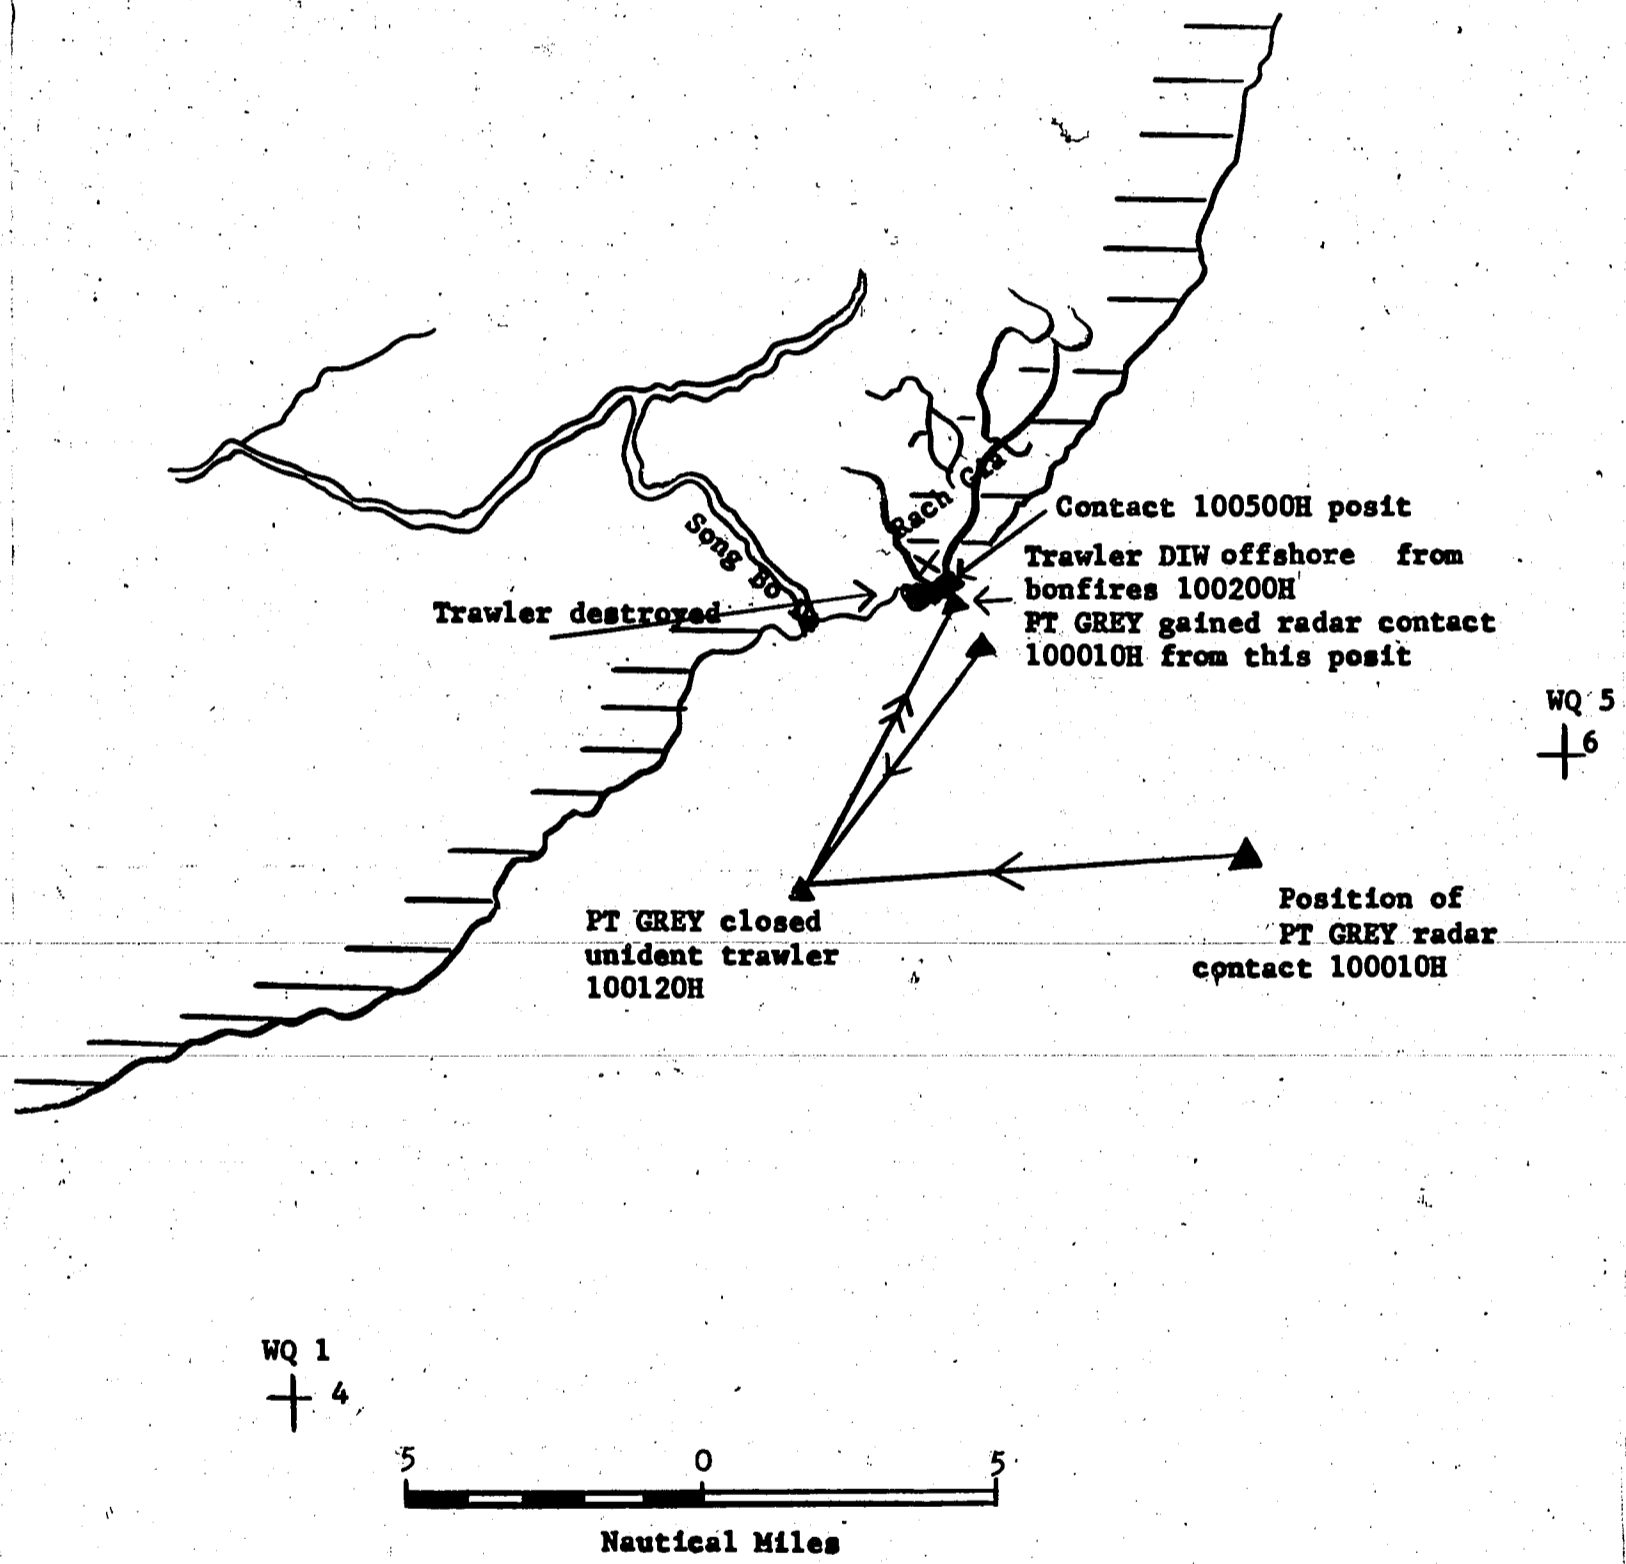 Rach Gia
Song Bo De
Contact 100500H posit
Trawler DIW offshore from
bonfires 100200H
PT GREY gained radar contact
100010H from this posit
Trawler destroyed
WQ 5
6
Position of
PT GREY radar
contact 100010H
PT GREY closed
unident trawler
100120H
WQ 1
4
5 0 5
Nautical Miles